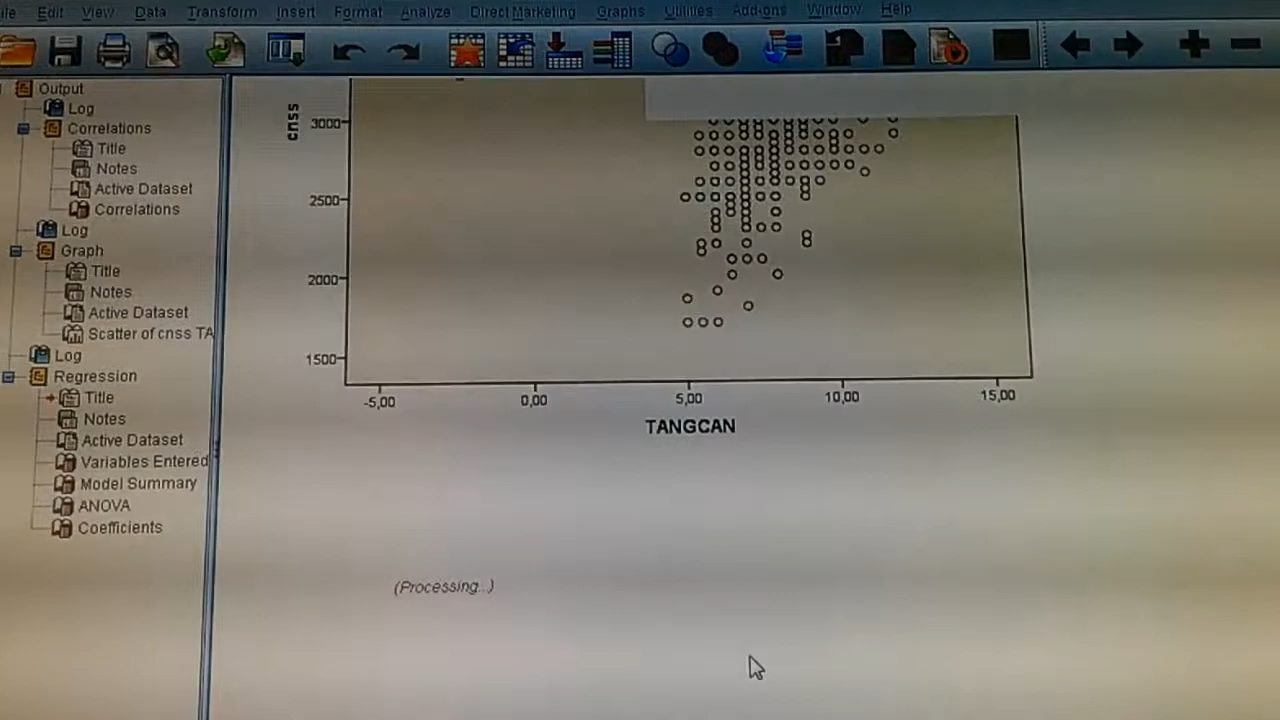 Edit View Data Transform Insert Format Analyze Direct Marketing Graphs Utilities Add-ons Window Help
Output
Log
Correlations
Title
Notes
Active Dataset
Correlations
Log
Graph
Title
Notes
Active Dataset
Scatter of cnss TA
Log
Regression
Title
Notes
Active Dataset
Variables Entered
Model Summary
ANOVA
Coefficients
cnss
3000
2500
2000
1500
-5,00 0,00 5,00 10,00 15,00
TANGCAN
(Processing...)